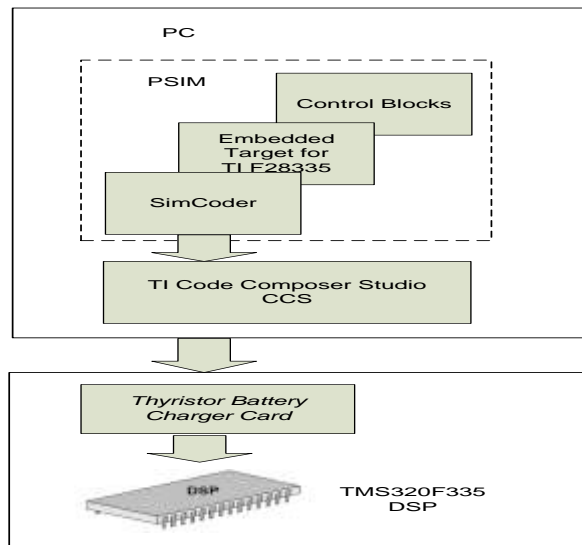 PC
PSIM
Control Blocks
Embedded
Target for
TI F28335
SimCoder
TI Code Composer Studio
CCS
Thyristor Battery
Charger Card
DSP
TMS320F335
DSP